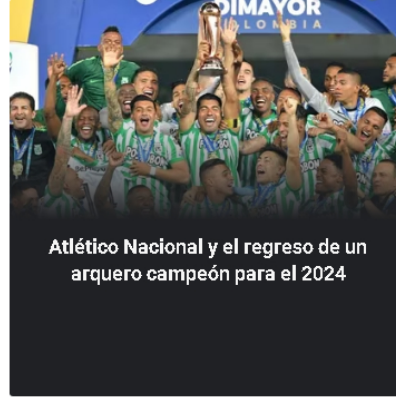 DIMAYOR
COLOMBIA
Atlético Nacional y el regreso de un
arquero campeón para el 2024